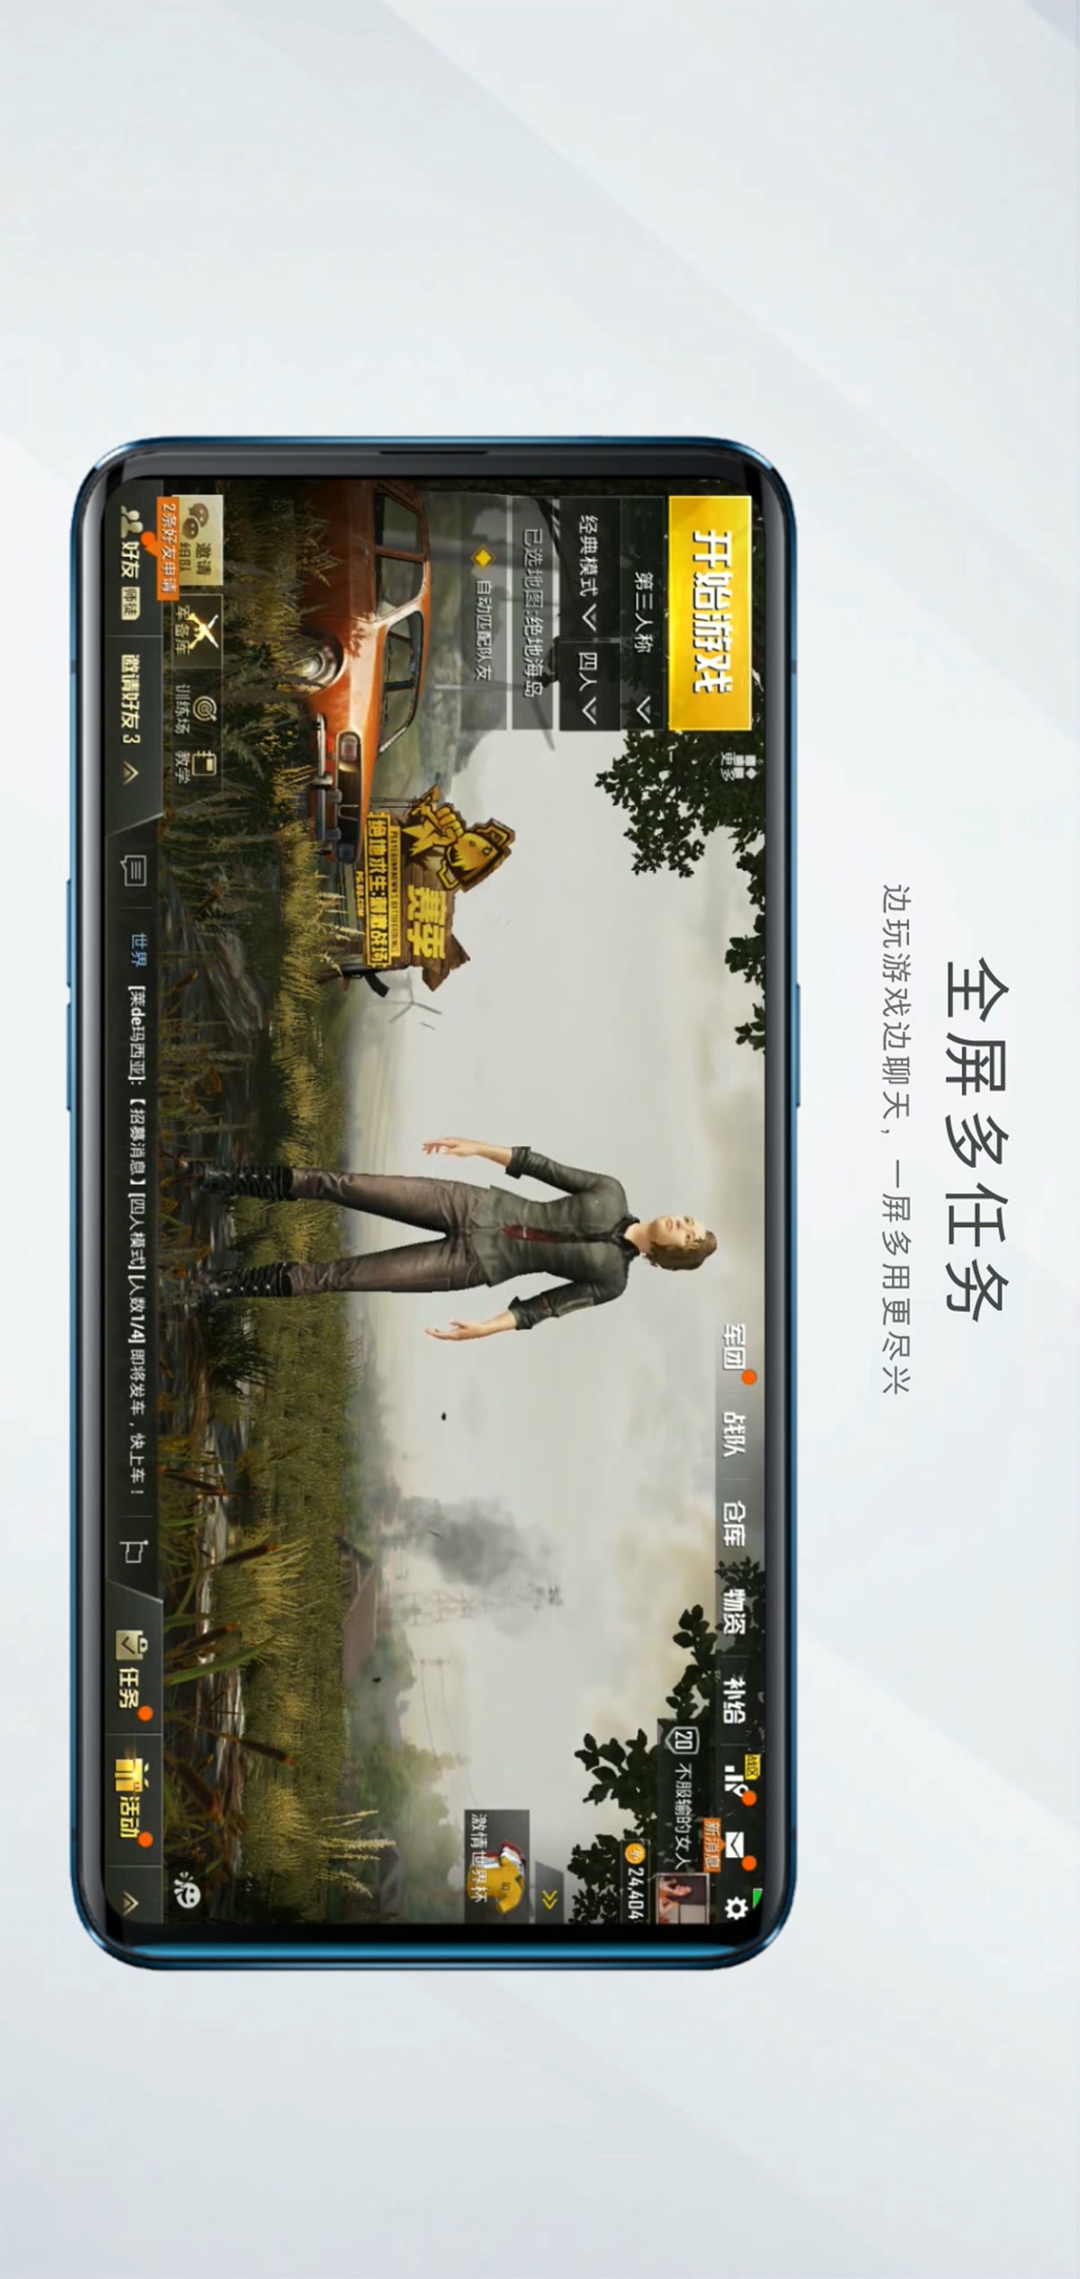 全屏多任务
边玩游戏边聊天，一屏多用更尽兴
开始游戏
更多
第三人称
经典模式
四人
已选地图:绝地海岛
自动匹配队友
军团
战队
仓库
物资
补给
战区
新消息
20
不服输的女人
24,404
激情世界杯
赛季
绝地求生:刺激战场
邀请
组队
2条好友申请
军备库
训练场
教学
好友
师徒
邀请好友 3
世界
[莱de玛西亚]:【招募消息】[四人模式][人数1/4] 即将发车，快上车！
任务
活动